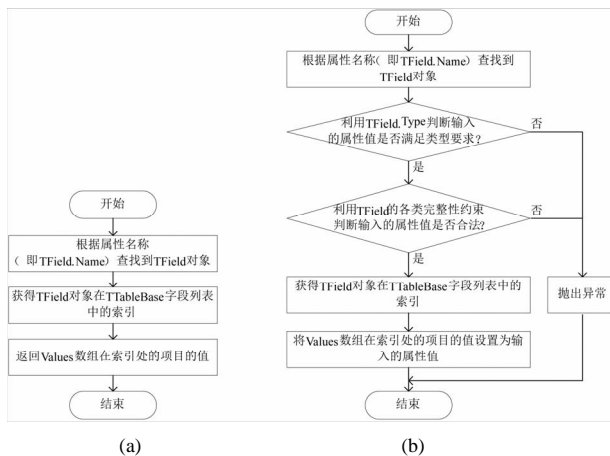 开始
根据属性名称
( 即TField.Name) 查找到TField对象
获得TField对象在TTableBase字段列表
中的索引
返回Values数组在索引处的项目的值
结束
(a)
开始
根据属性名称( 即TField.Name) 查找到
TField对象
利用TField.Type判断输入
的属性值是否满足类型要求?
否
是
利用TField的各类完整性约束
判断输入的属性值是否合法?
否
是
获得TField对象在TTableBase字段列表中的
索引
抛出异常
将Values数组在索引处的项目的值设置为输
入的属性值
结束
(b)